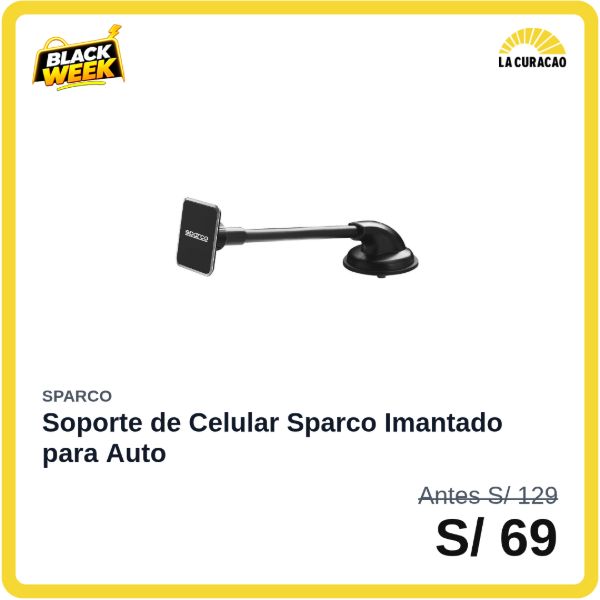 BLACK
WEEK
LA CURACAO
sparco
SPARCO
Soporte de Celular Sparco Imantado
para Auto
Antes S/ 129
S/ 69